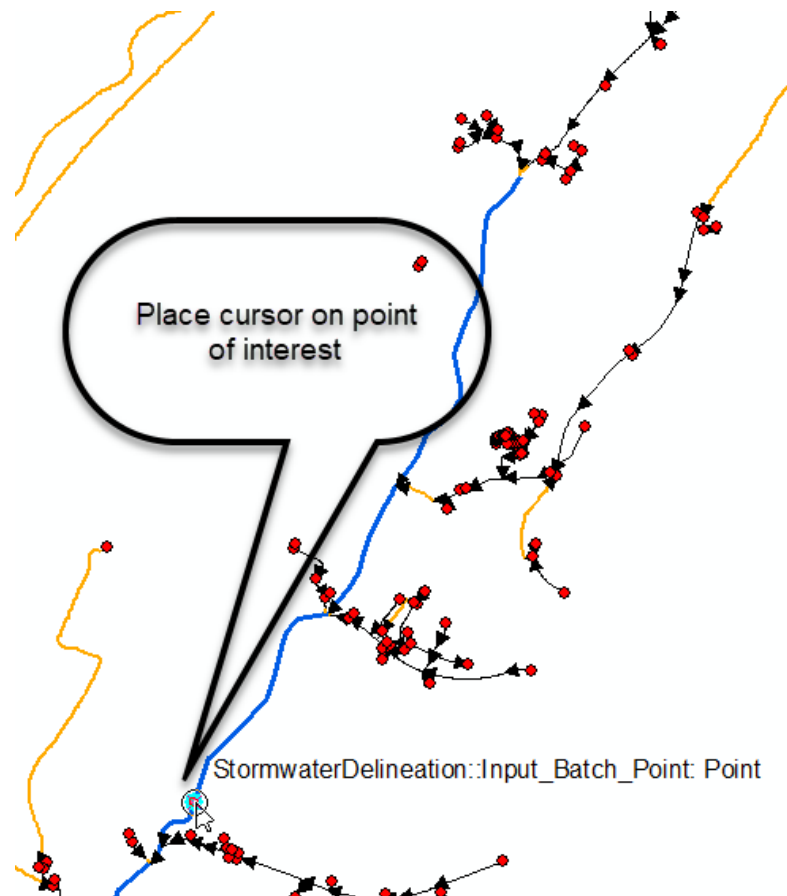 Place cursor on point
of interest
StormwaterDelineation::Input_Batch_Point: Point